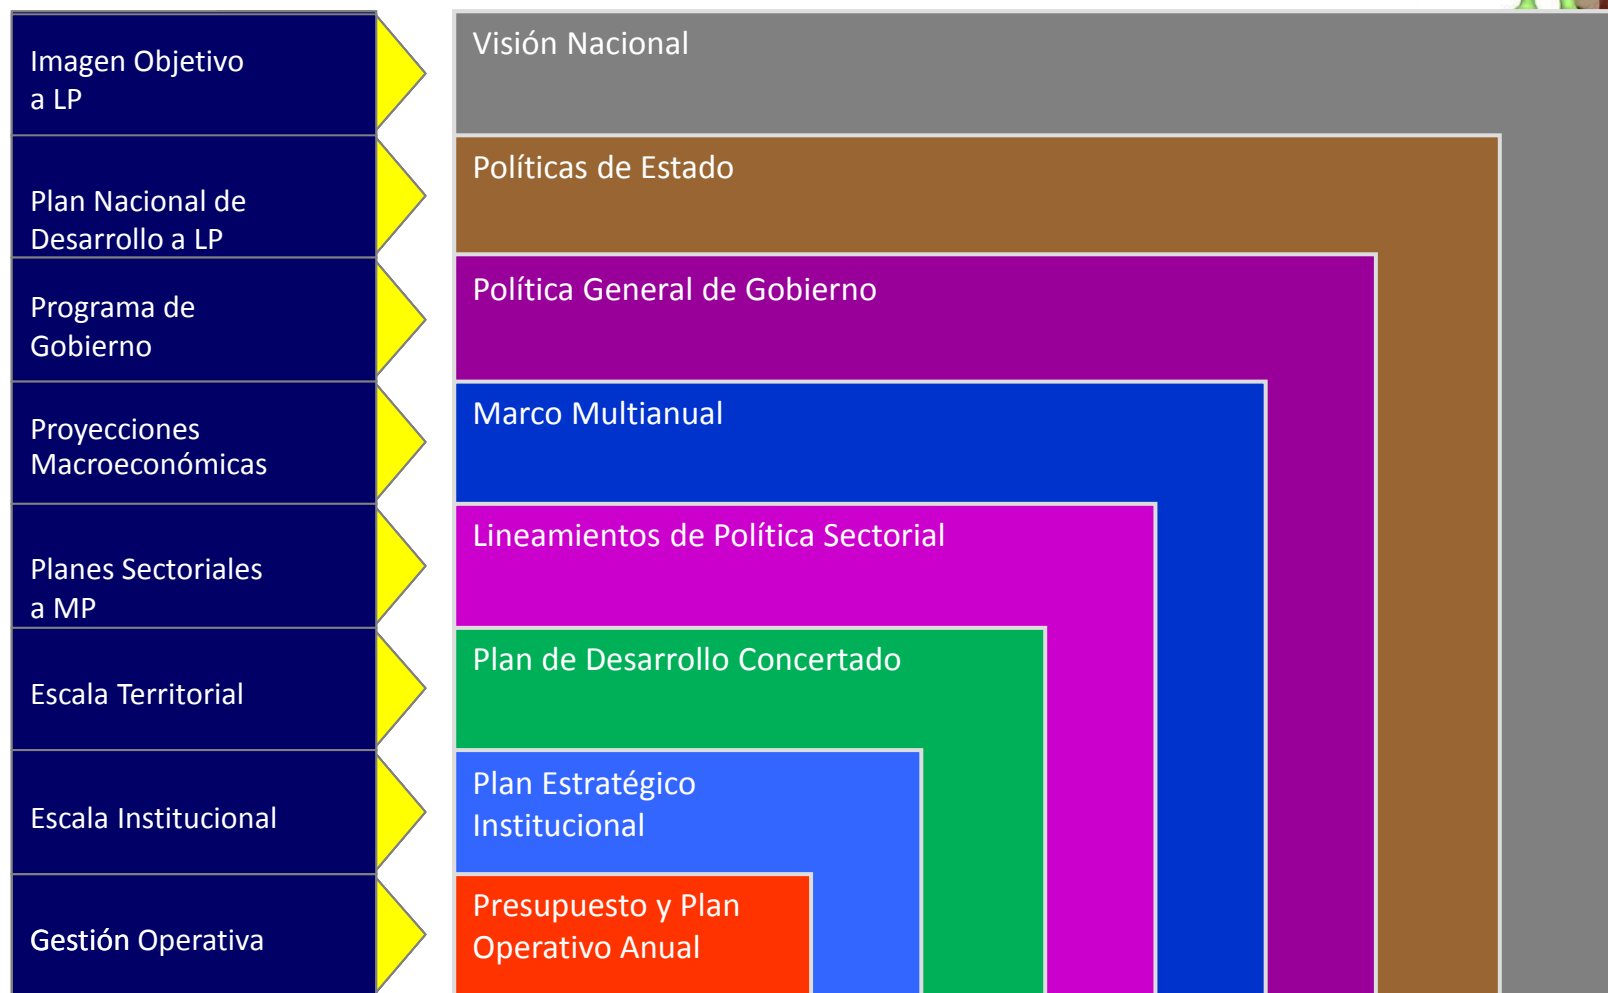 Imagen Objetivo
a LP
Visión Nacional
Plan Nacional de
Desarrollo a LP
Políticas de Estado
Programa de
Gobierno
Política General de Gobierno
Proyecciones
Macroeconómicas
Marco Multianual
Planes Sectoriales
a MP
Lineamientos de Política Sectorial
Escala Territorial
Plan de Desarrollo Concertado
Escala Institucional
Plan Estratégico
Institucional
Gestión Operativa
Presupuesto y Plan
Operativo Anual